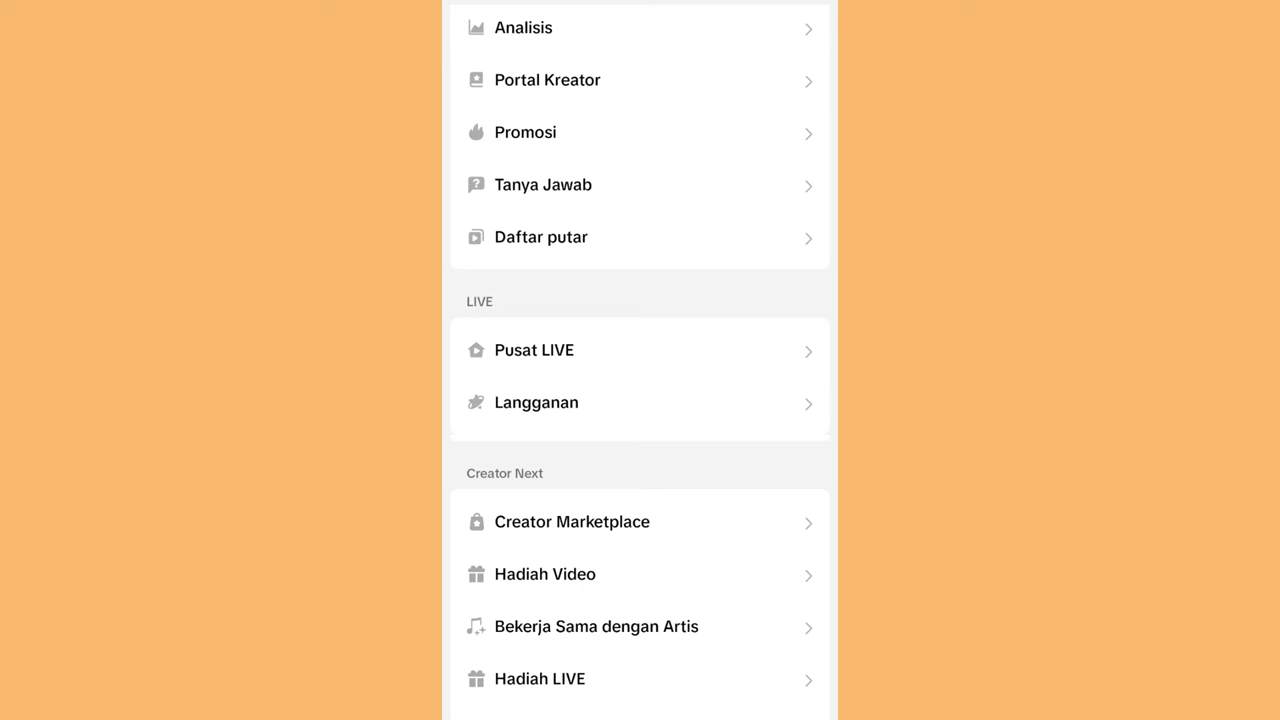 Analisis
Portal Kreator
Promosi
Tanya Jawab
Daftar putar
LIVE
Pusat LIVE
Langganan
Creator Next
Creator Marketplace
Hadiah Video
Bekerja Sama dengan Artis
Hadiah LIVE